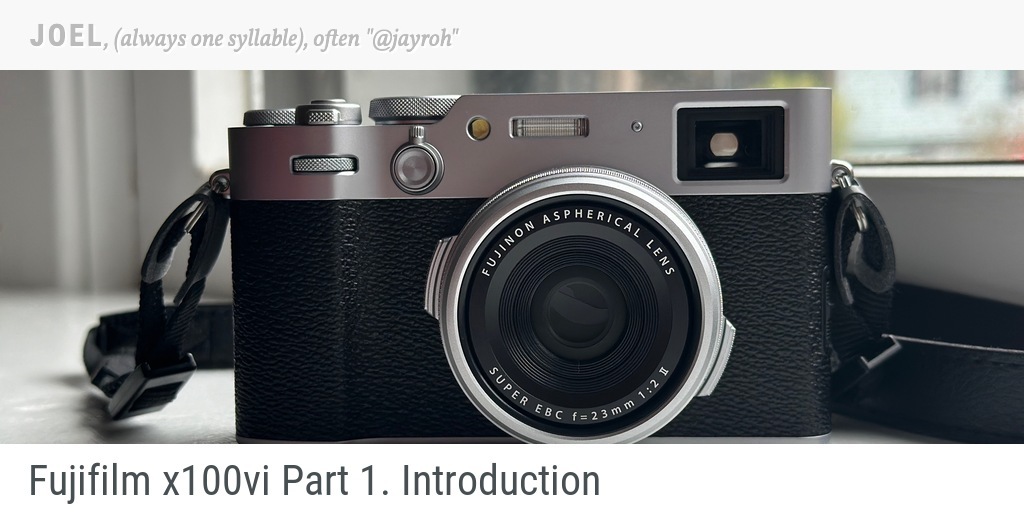 JOEL, (always one syllable), often "@jayroh"
FUJINON ASPHERICAL LENS
SUPER EBC f=23mm 1:2 II
Fujifilm x100vi Part 1. Introduction